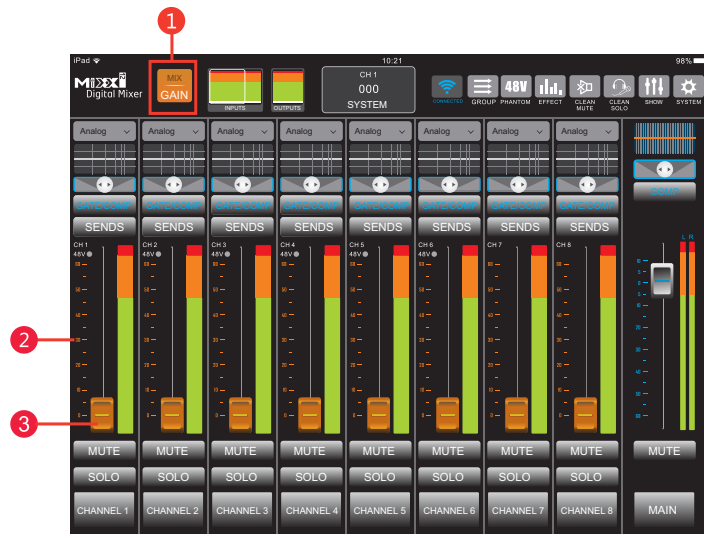 1
iPad 10:21 98%
MiXXX
Digital Mixer
MIX
GAIN
INPUTS OUTPUTS
CH 1
000
SYSTEM
CONNECTED GROUP 48V PHANTOM EFFECT CLEAN MUTE CLEAN SOLO SHOW SYSTEM
Analog Analog Analog Analog Analog Analog Analog Analog
GATE/COMP GATE/COMP GATE/COMP GATE/COMP GATE/COMP GATE/COMP GATE/COMP GATE/COMP COMP
SENDS SENDS SENDS SENDS SENDS SENDS SENDS SENDS
CH 1 CH 2 CH 3 CH 4 CH 5 CH 6 CH 7 CH 8 L R
48V 48V 48V 48V 48V 48V
2
3
MUTE MUTE MUTE MUTE MUTE MUTE MUTE MUTE MUTE
SOLO SOLO SOLO SOLO SOLO SOLO SOLO SOLO
CHANNEL 1 CHANNEL 2 CHANNEL 3 CHANNEL 4 CHANNEL 5 CHANNEL 6 CHANNEL 7 CHANNEL 8 MAIN